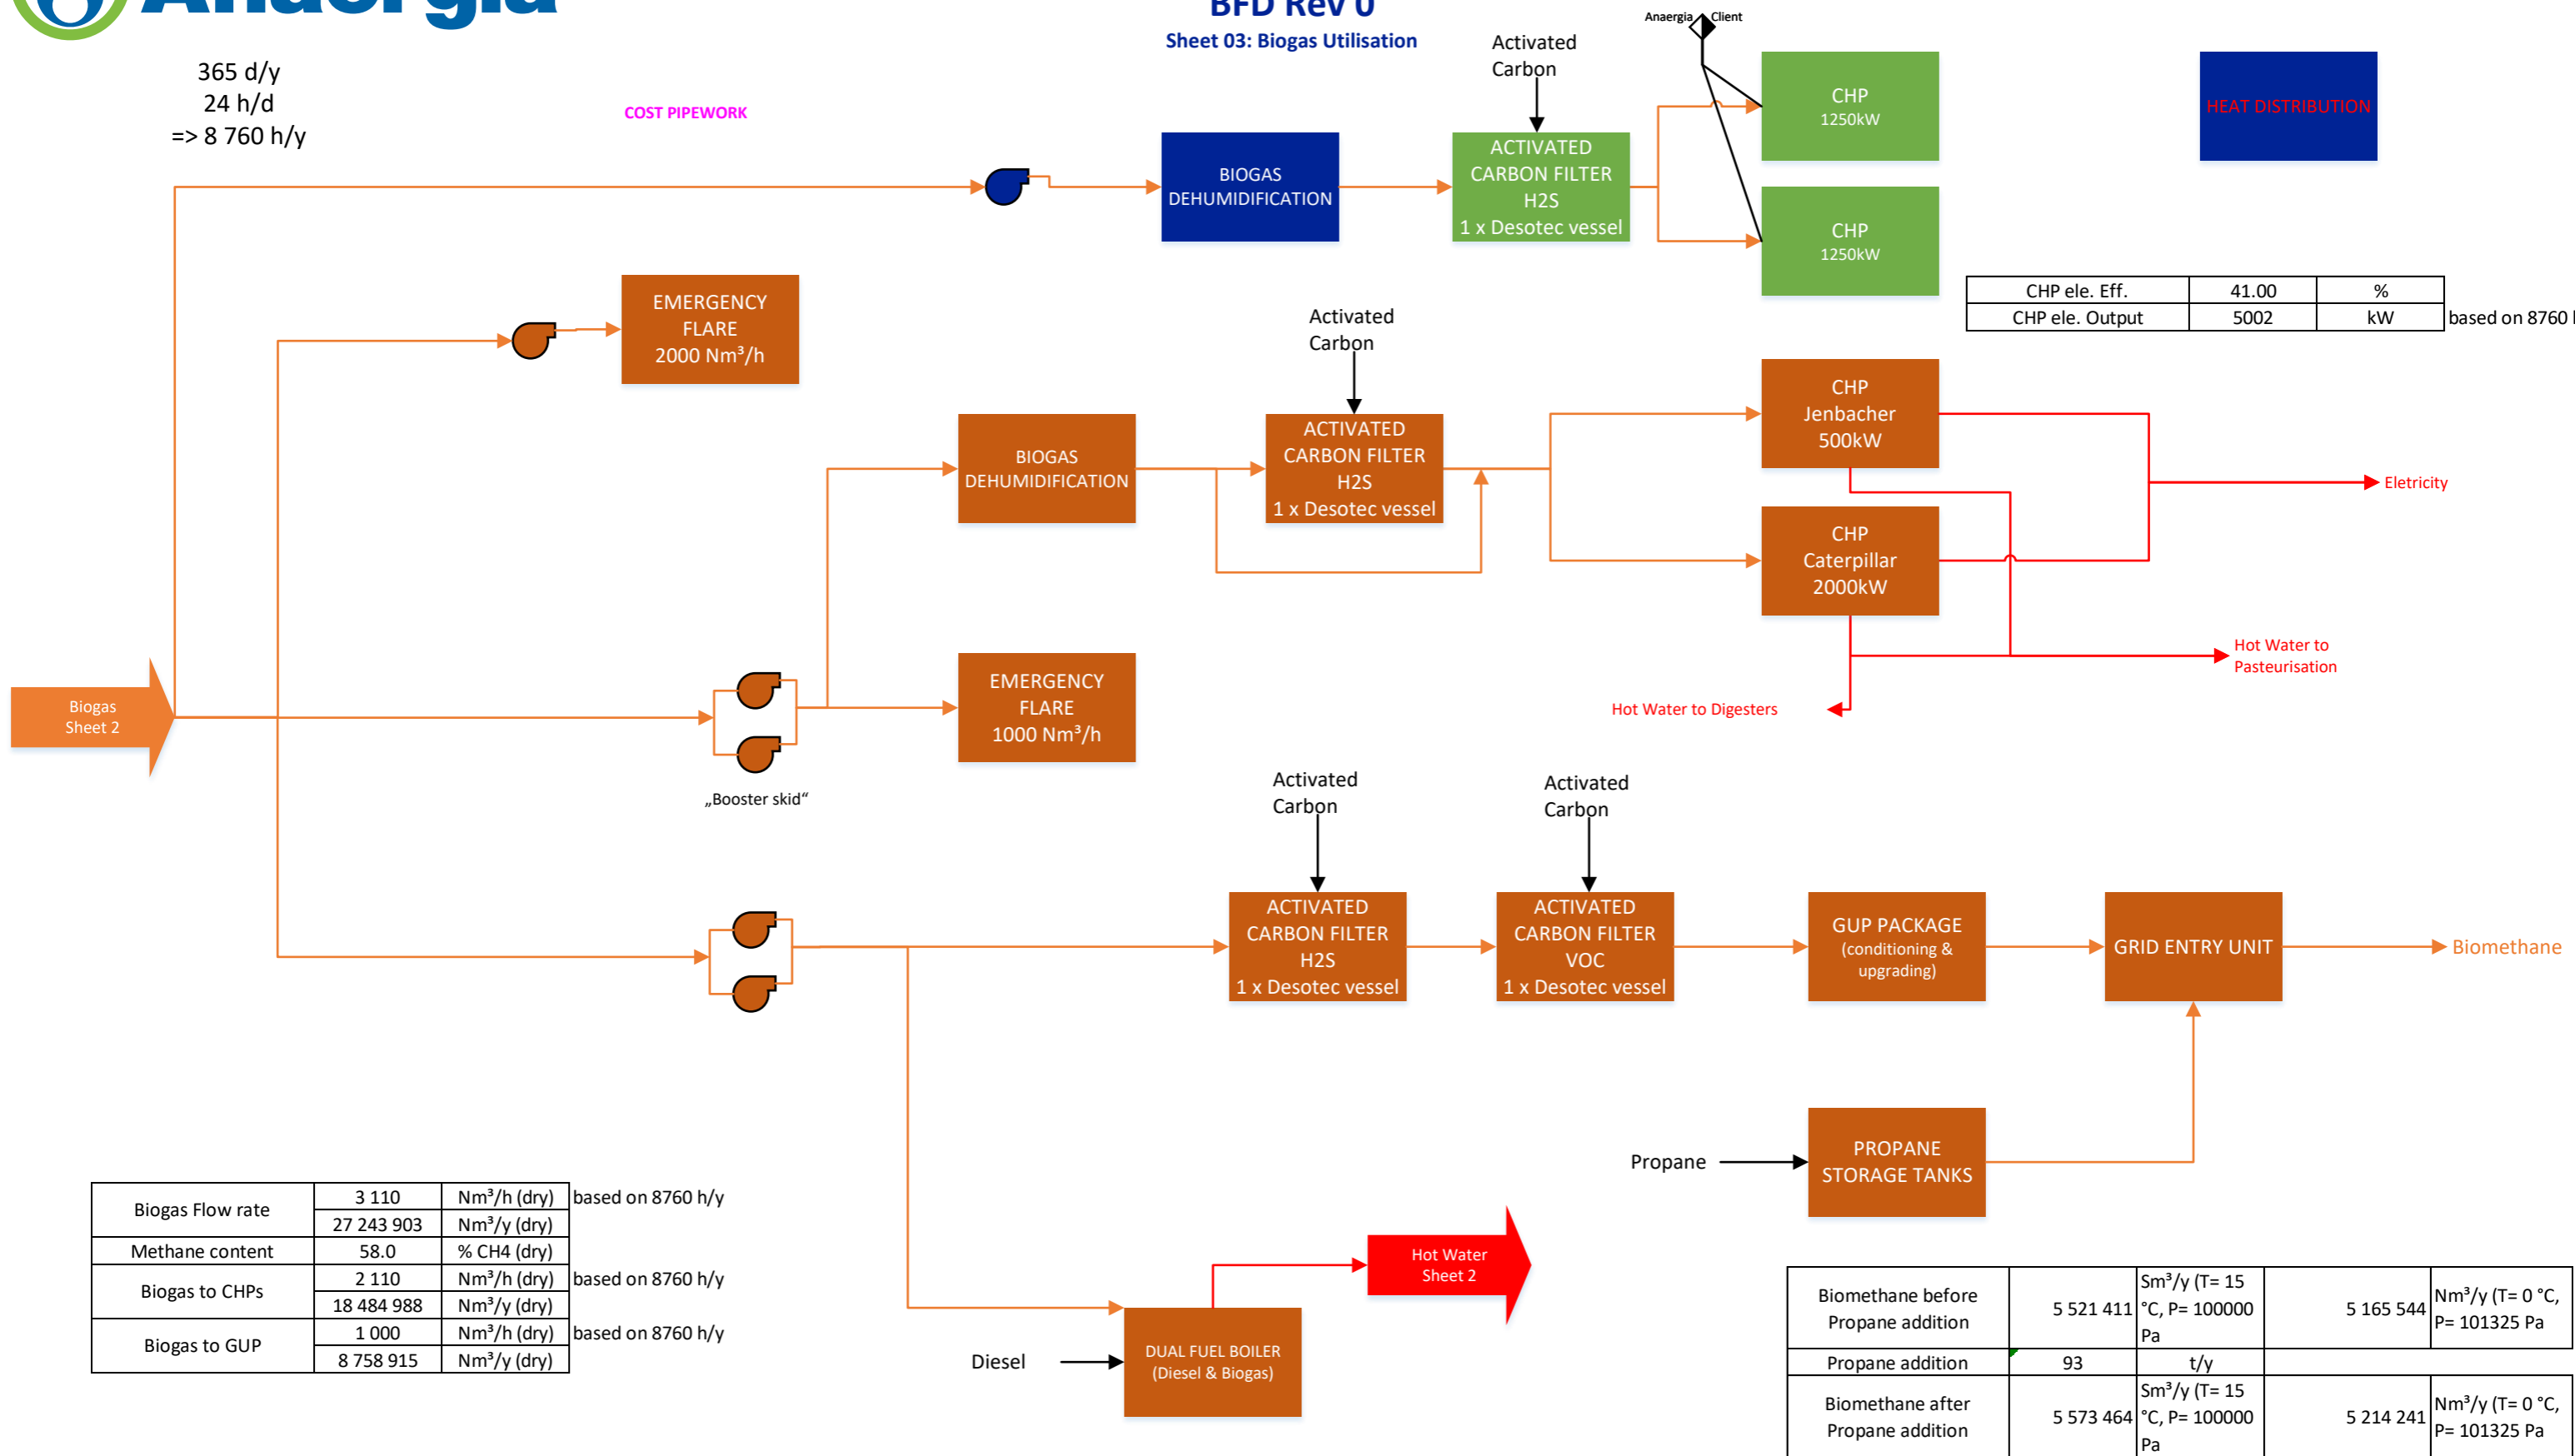 Anaergia
BFD Rev 0
Sheet 03: Biogas Utilisation
365 d/y
24 h/d
=> 8 760 h/y
COST PIPEWORK
Activated
Carbon
Anaergia
Client
BIOGAS
DEHUMIDIFICATION
ACTIVATED
CARBON FILTER
H2S
1 x Desotec vessel
CHP
1250kW
CHP
1250kW
HEAT DISTRIBUTION
CHP ele. Eff. 41.00 %
CHP ele. Output 5002 kW based on 8760
EMERGENCY
FLARE
2000 Nm³/h
Activated
Carbon
BIOGAS
DEHUMIDIFICATION
ACTIVATED
CARBON FILTER
H2S
1 x Desotec vessel
CHP
Jenbacher
500kW
CHP
Caterpillar
2000kW
Eletricity
Hot Water to
Pasteurisation
Hot Water to Digesters
Biogas
Sheet 2
EMERGENCY
FLARE
1000 Nm³/h
„Booster skid“
Activated
Carbon
Activated
Carbon
ACTIVATED
CARBON FILTER
H2S
1 x Desotec vessel
ACTIVATED
CARBON FILTER
VOC
1 x Desotec vessel
GUP PACKAGE
(conditioning &
upgrading)
GRID ENTRY UNIT
Biomethane
Propane
PROPANE
STORAGE TANKS
Hot Water
Sheet 2
Diesel
DUAL FUEL BOILER
(Diesel & Biogas)
Biogas Flow rate 3 110 Nm³/h (dry) based on 8760 h/y
27 243 903 Nm³/y (dry)
Methane content 58.0 % CH4 (dry)
Biogas to CHPs 2 110 Nm³/h (dry) based on 8760 h/y
18 484 988 Nm³/y (dry)
Biogas to GUP 1 000 Nm³/h (dry) based on 8760 h/y
8 758 915 Nm³/y (dry)
Biomethane before
Propane addition
5 521 411
Sm³/y (T= 15
°C, P= 100000
Pa
5 165 544
Nm³/y (T= 0 °C,
P= 101325 Pa
Propane addition 93 t/y
Biomethane after
Propane addition
5 573 464
Sm³/y (T= 15
°C, P= 100000
Pa
5 214 241
Nm³/y (T= 0 °C,
P= 101325 Pa